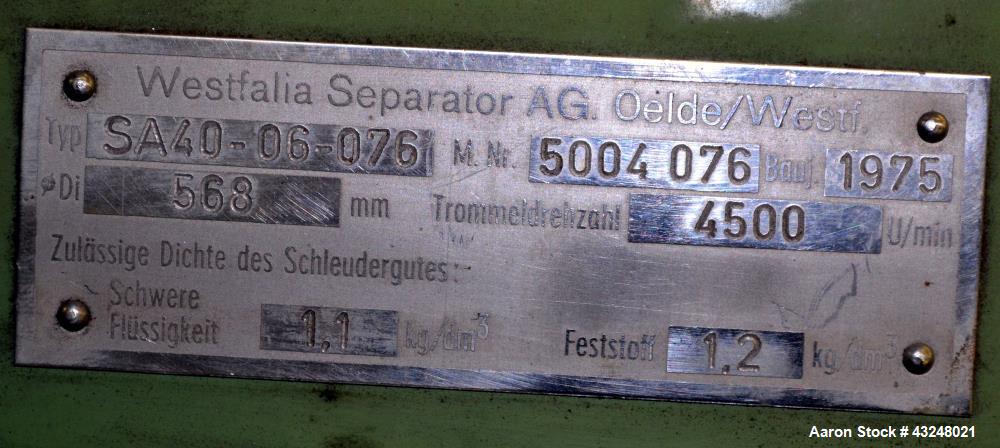 Westfalia Separator AG. Oelde/Westf.
Typ SA40-06-076 M. Nr. 5004 076 Bauj. 1975
⌀Di 568 mm Trommeldrehzahl 4500 U/min
Zulässige Dichte des Schleudergutes:
Schwere
Flüssigkeit 1,1 kg/dm³ Feststoff 1.2 kg/dm³
Aaron Stock # 43248021